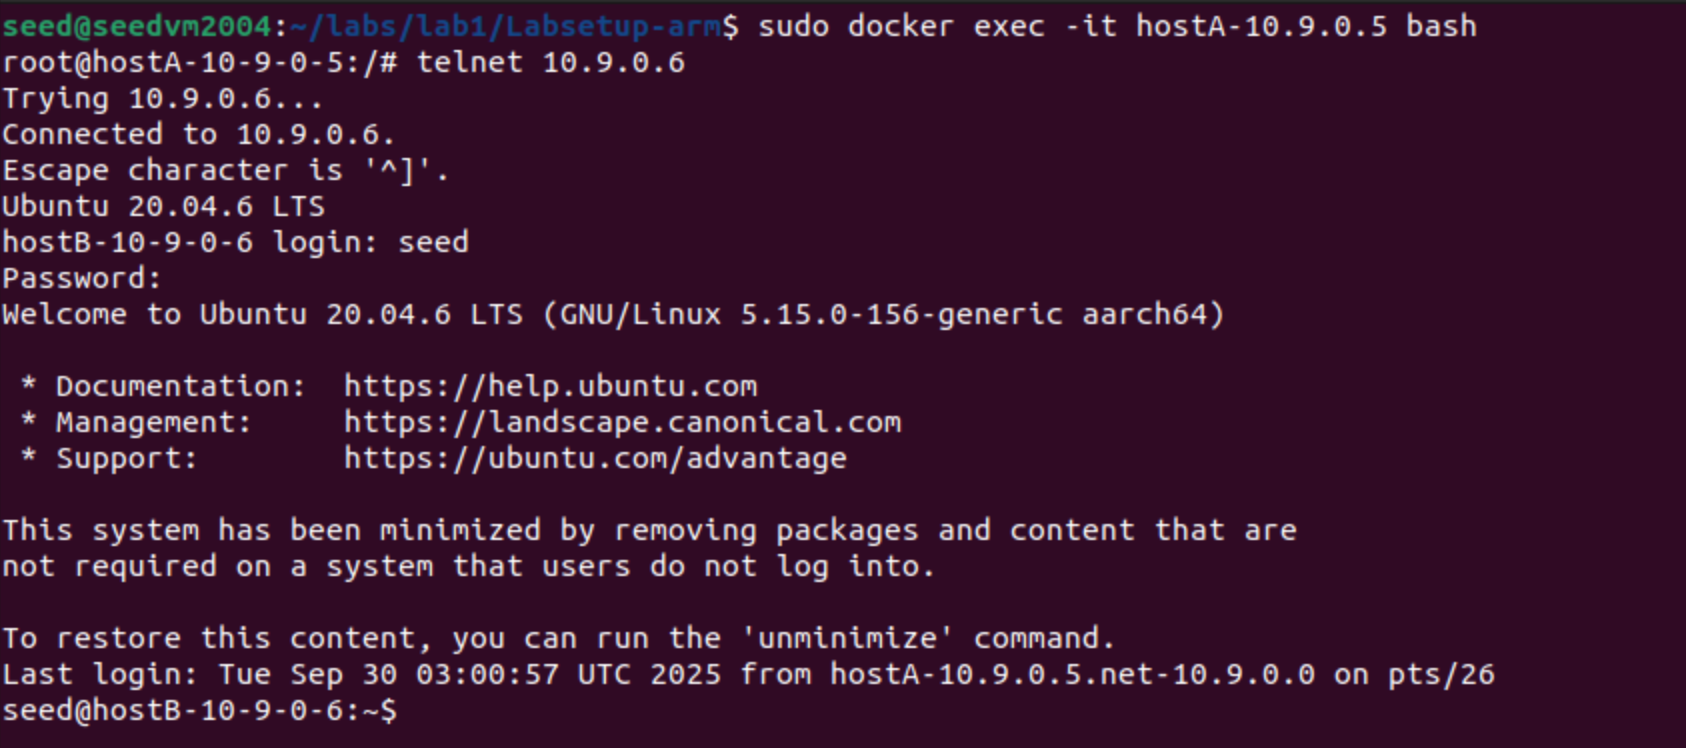 seed@seedvm2004:~/labs/lab1/Labsetup-arm$ sudo docker exec -it hostA-10.9.0.5 bash
root@hostA-10-9-0-5:/# telnet 10.9.0.6
Trying 10.9.0.6...
Connected to 10.9.0.6.
Escape character is '^]'.
Ubuntu 20.04.6 LTS
hostB-10-9-0-6 login: seed
Password:
Welcome to Ubuntu 20.04.6 LTS (GNU/Linux 5.15.0-156-generic aarch64)

 * Documentation:  https://help.ubuntu.com
 * Management:     https://landscape.canonical.com
 * Support:        https://ubuntu.com/advantage

This system has been minimized by removing packages and content that are
not required on a system that users do not log into.

To restore this content, you can run the 'unminimize' command.
Last login: Tue Sep 30 03:00:57 UTC 2025 from hostA-10.9.0.5.net-10.9.0.0 on pts/26
seed@hostB-10-9-0-6:~$